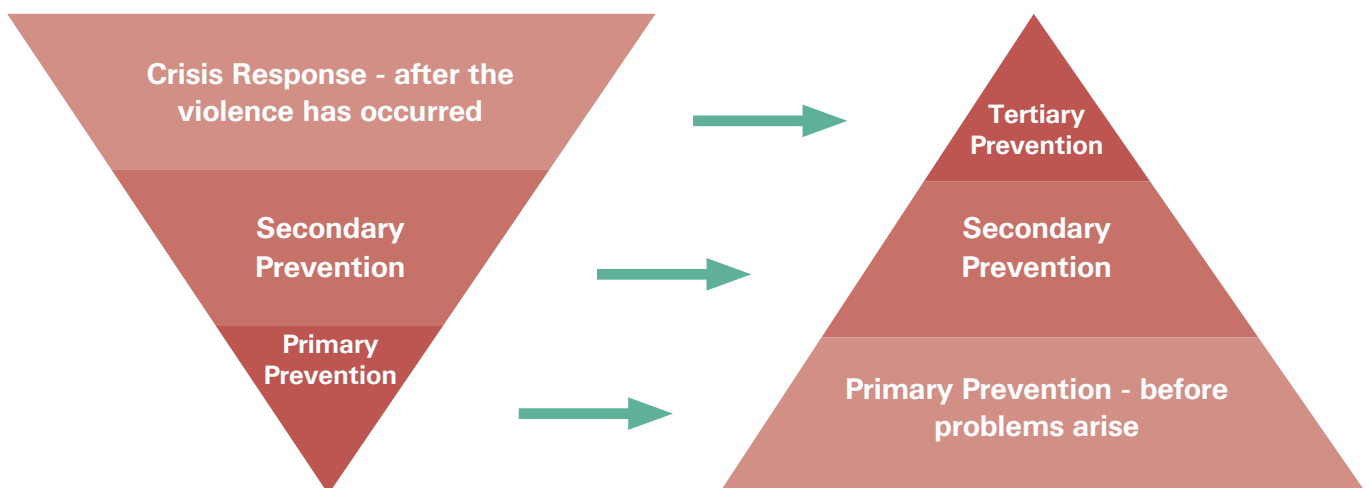 Crisis Response - after the
violence has occurred
Secondary
Prevention
Primary
Prevention
Tertiary
Prevention
Secondary
Prevention
Primary Prevention - before
problems arise